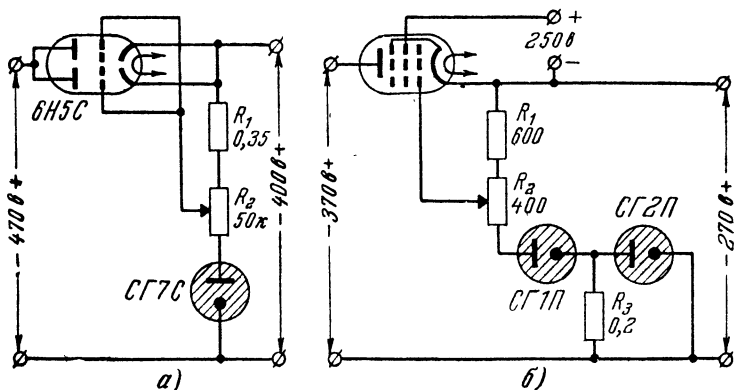 6Н5С
R₁
0,35
R₂
50к
СГ7С
-470 в +
-400 в +
а)
+
250 в
-
R₁
600
R₂
400
СГ1П
СГ2П
R₃
0,2
-370 в +
-270 в +
б)